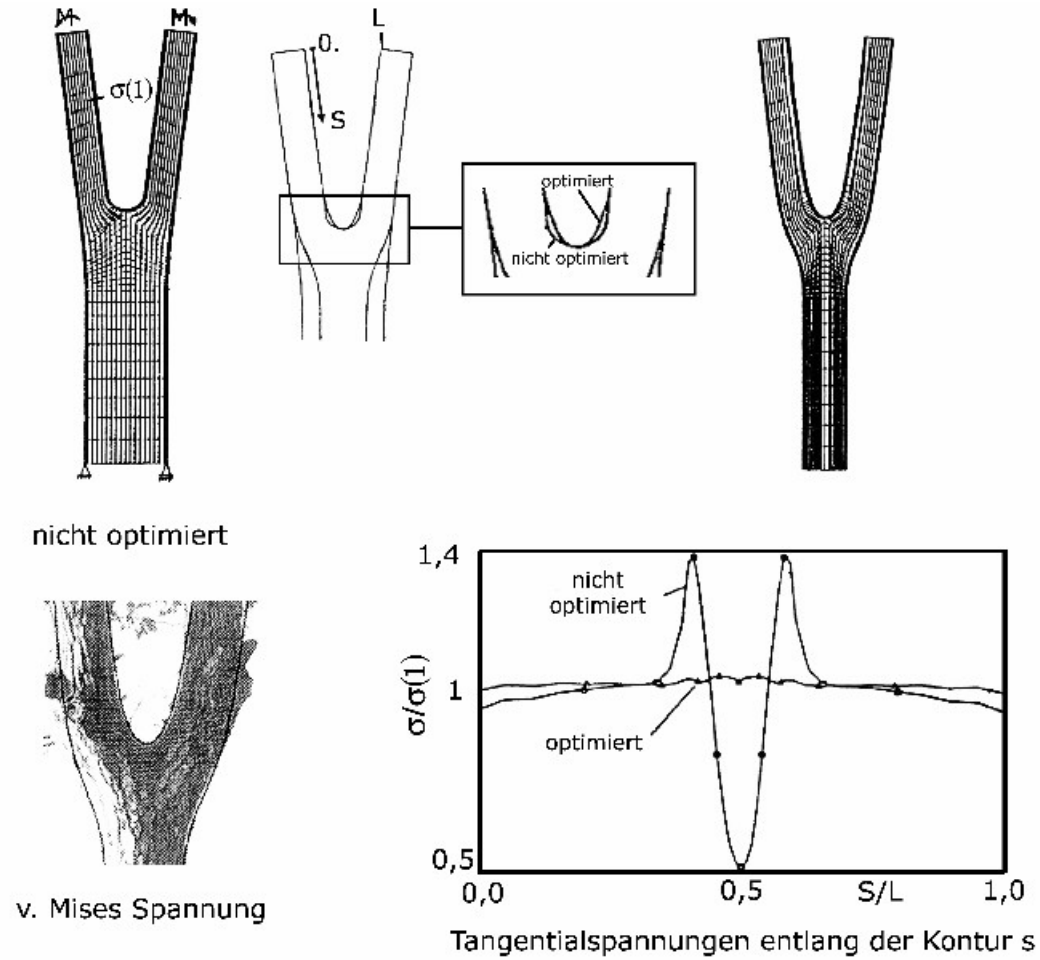 M
M
σ(1)
0.
L
S
optimiert
nicht optimiert
nicht optimiert
v. Mises Spannung
1,4
σ/σ(1)
1
0,5
nicht
optimiert
optimiert
0,0
0,5
S/L
1,0
Tangentialspannungen entlang der Kontur s